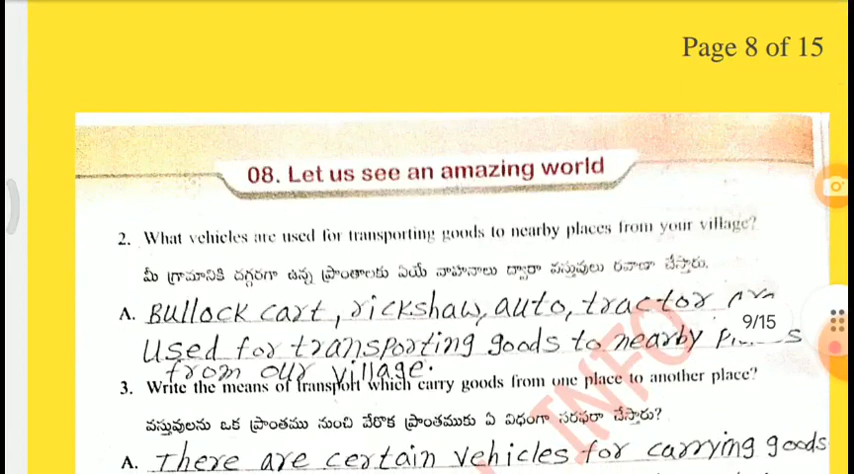 Page 8 of 15
08. Let us see an amazing world
2. What vehicles are used for transporting goods to nearby places from your village?
మీ గ్రామానికి దగ్గరగా ఉన్న ప్రాంతాలకు ఏయే వాహనాలు ద్వారా వస్తువులు రవాణా చేస్తారు.
A. Bullock cart, rickshaw, auto, tractor
9/15
used for transporting goods to nearby
from our village.
3. Write the means of transport which carry goods from one place to another place?
వస్తువులను ఒక ప్రాంతము నుంచి వేరొక ప్రాంతముకు ఏ విధంగా సరఫరా చేస్తారు?
A. There are certain vehicles for carrying goods
INFO